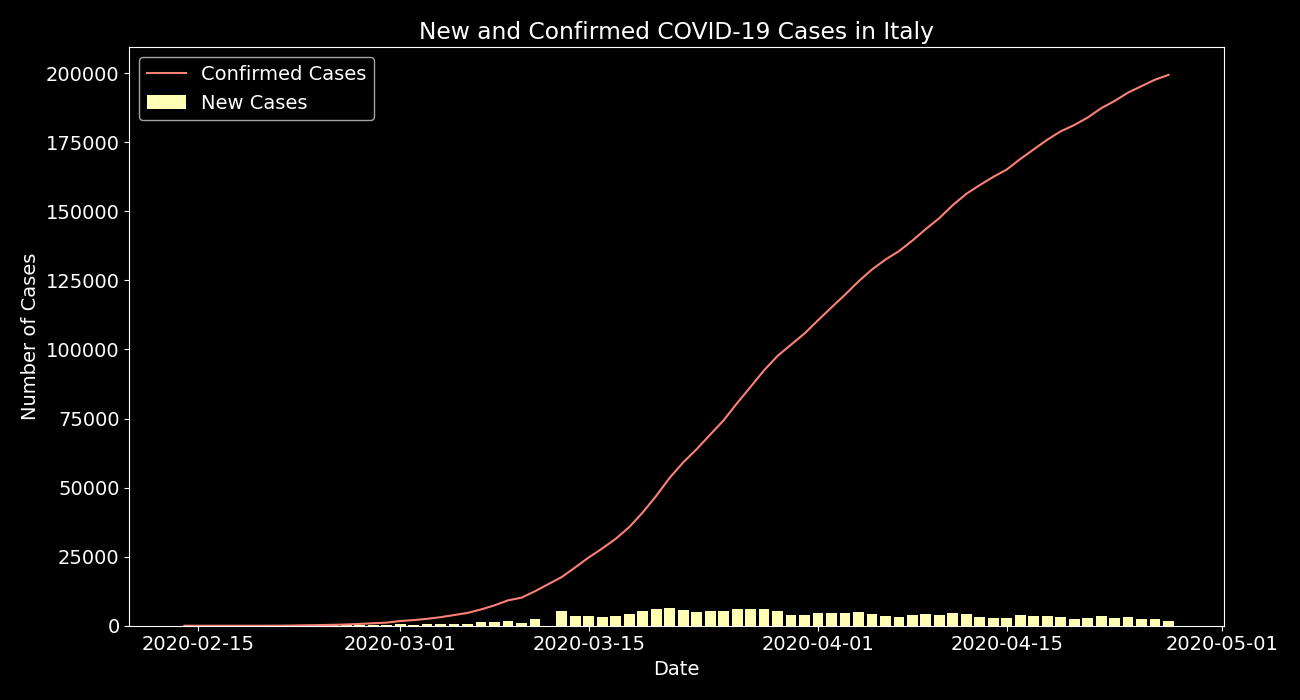 New and Confirmed COVID-19 Cases in Italy
Confirmed Cases
New Cases
200000
175000
150000
125000
100000
75000
50000
25000
0
Number of Cases
2020-02-15 2020-03-01 2020-03-15 2020-04-01 2020-04-15 2020-05-01
Date